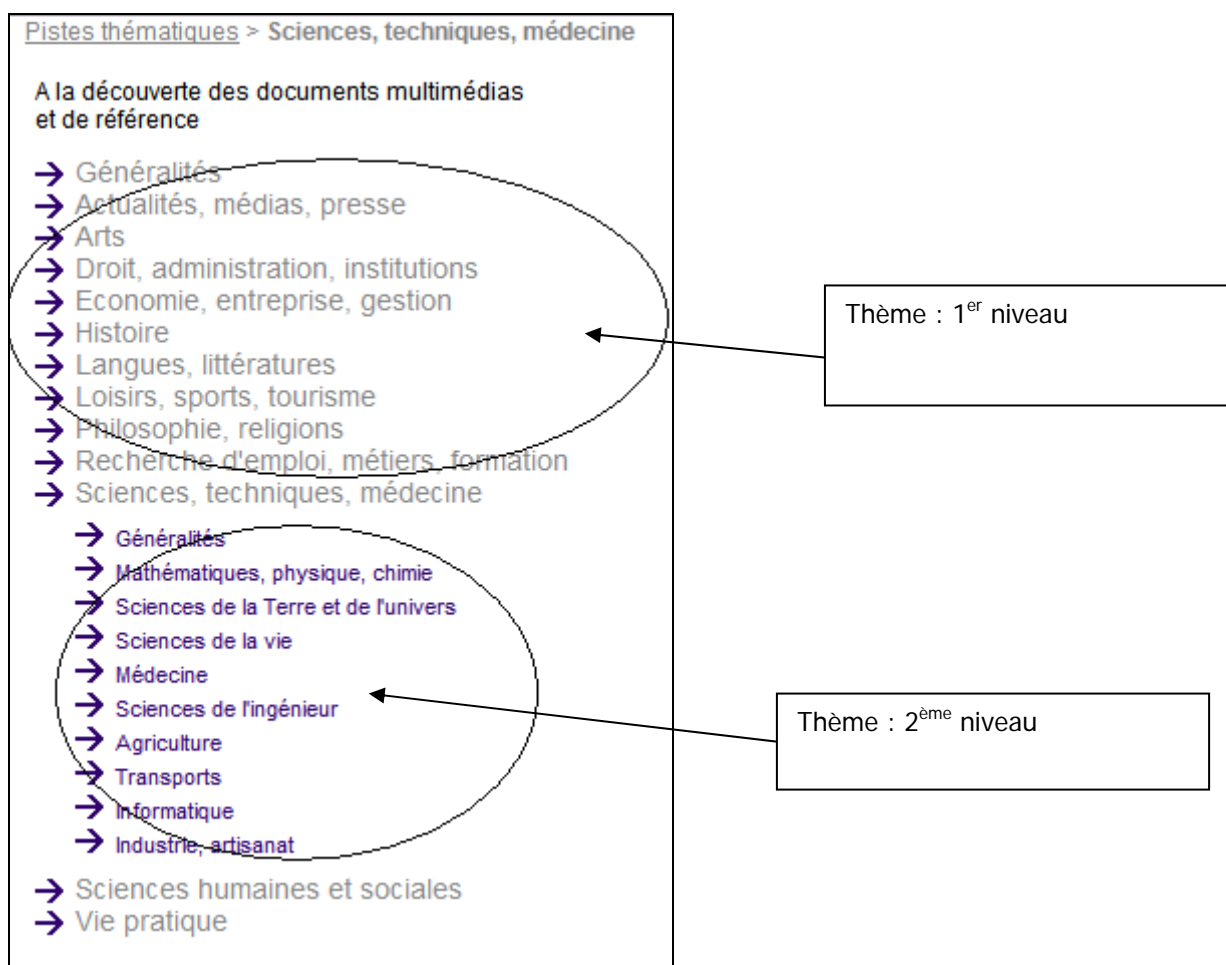 Pistes thématiques > Sciences, techniques, médecine
A la découverte des documents multimédias
et de référence
Généralités
Actualités, médias, presse
Arts
Droit, administration, institutions
Economie, entreprise, gestion
Histoire
Langues, littératures
Loisirs, sports, tourisme
Philosophie, religions
Recherche d'emploi, métiers, formation
Sciences, techniques, médecine
Généralités
Mathématiques, physique, chimie
Sciences de la Terre et de l'univers
Sciences de la vie
Médecine
Sciences de l'ingénieur
Agriculture
Transports
Informatique
Industrie, artisanat
Sciences humaines et sociales
Vie pratique
Thème : 1er niveau
Thème : 2ème niveau